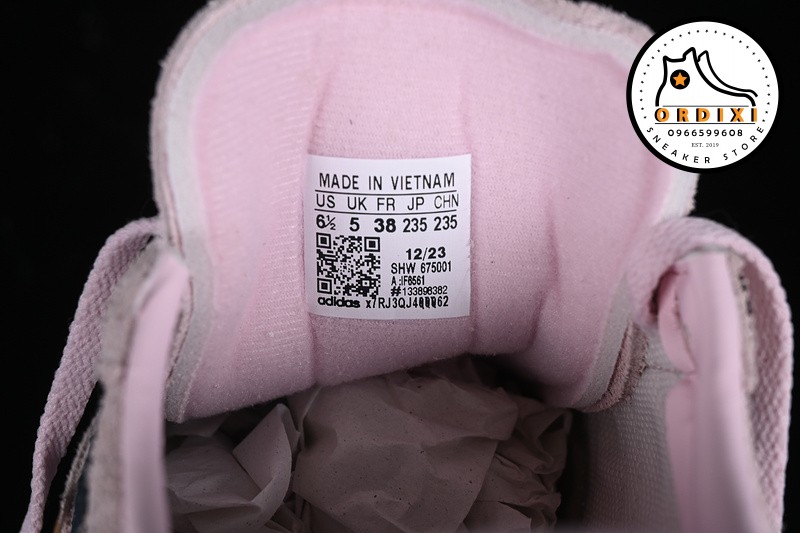 ORDIXI
0966599608
EST. 2019
SNEAKER STORE
MADE IN VIETNAM
US UK FR JP CHN
6½ 5 38 235 235
12/23
SHW 675001
A :IF6561
#133898382
adidas